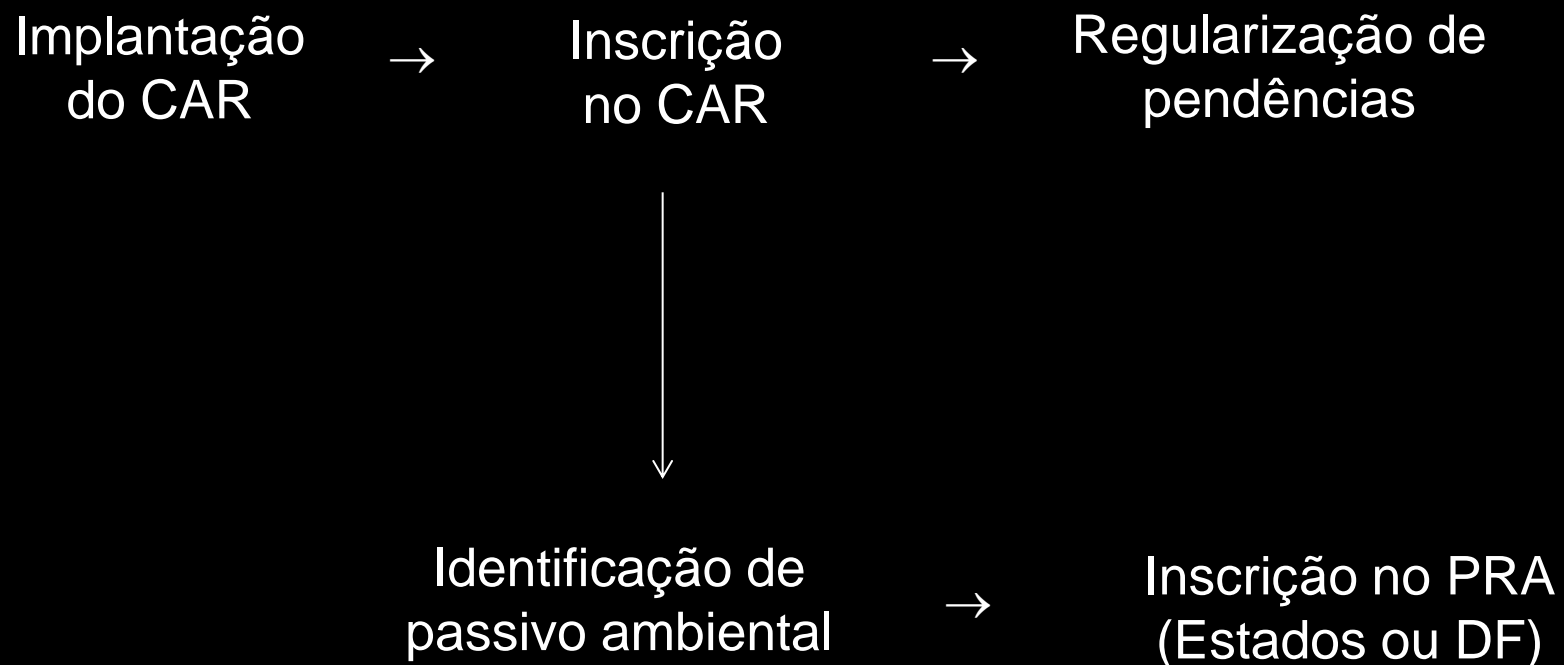 Implantação
do CAR
→
Inscrição
no CAR
→
Regularização de
pendências
Identificação de
passivo ambiental
→
Inscrição no PRA
(Estados ou DF)